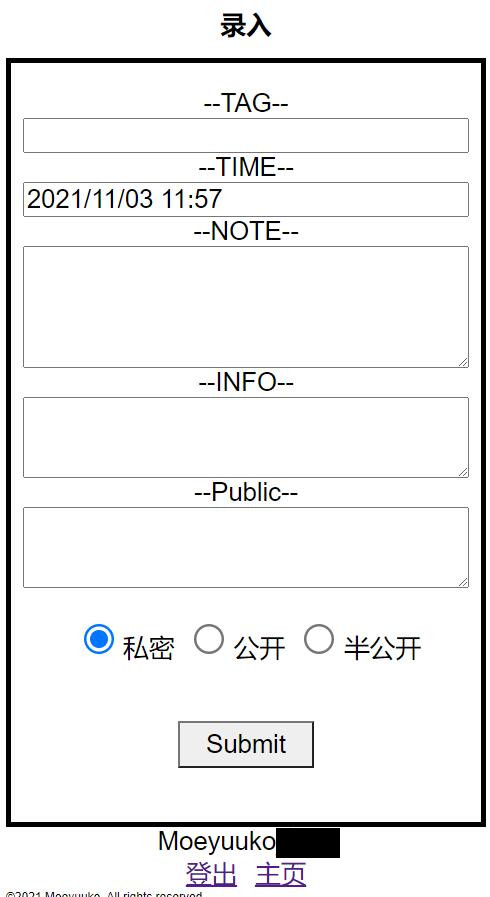 录入
--TAG--
--TIME--
2021/11/03 11:57
--NOTE--
--INFO--
--Public--
私密 公开 半公开
Submit
Moeyuuko
登出 主页
©2021 Moeyuuko. All rights reserved.